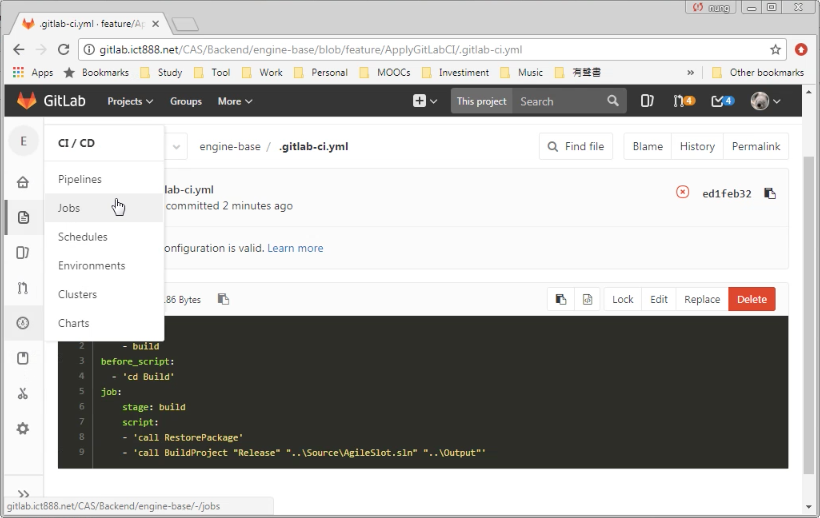 nung
.gitlab-ci.yml · feature/Ap
gitlab.ict888.net/CAS/Backend/engine-base/blob/feature/ApplyGitLabCI/.gitlab-ci.yml
Apps Bookmarks Study Tool Work Personal MOOCs Investiment Music 有聲書 » Other bookmarks
GitLab Projects Groups More This project Search 4 4
E CI / CD engine-base / .gitlab-ci.yml Find file Blame History Permalink
Pipelines
lab-ci.yml
committed 2 minutes ago
ed1feb32
Jobs
Schedules
onfiguration is valid. Learn more
Environments
Clusters
.86 Bytes Lock Edit Replace Delete
Charts
2 - build
3 before_script:
4 - 'cd Build'
5 job:
6 stage: build
7 script:
8 - 'call RestorePackage'
9 - 'call BuildProject "Release" "..\Source\AgileSlot.sln" "..\Output"'
gitlab.ict888.net/CAS/Backend/engine-base/-/jobs